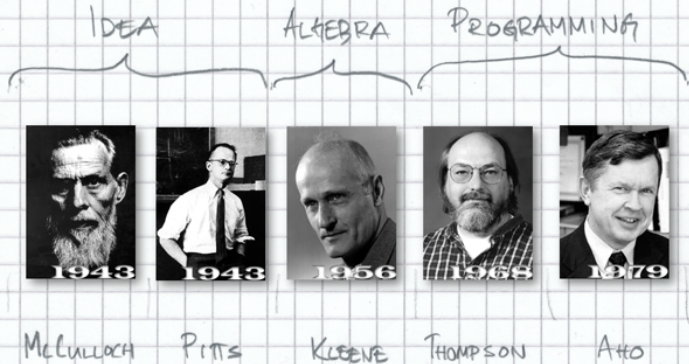 IDEA ALGEBRA PROGRAMMING
1943 1943 1956 1968 1979
MCCULLOCH PITTS KLEENE THOMPSON AHO